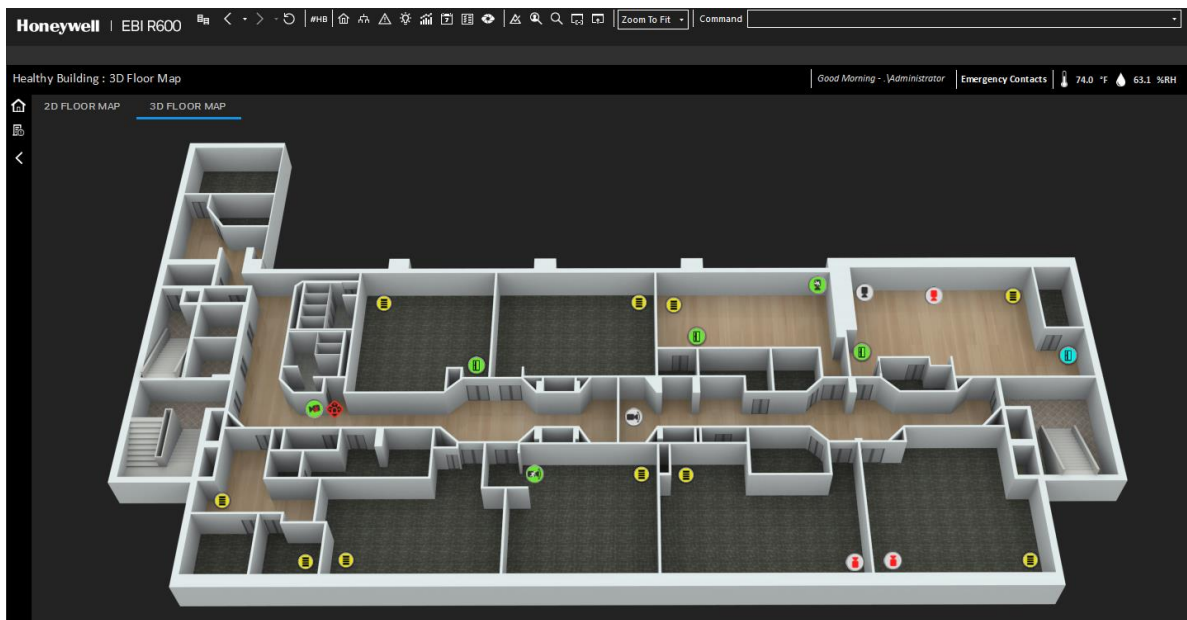 Honeywell | EBI R600
#HB
Zoom To Fit
Command
Healthy Building : 3D Floor Map
Good Morning - .\Administrator
Emergency Contacts
74.0 °F
63.1 %RH
2D FLOOR MAP
3D FLOOR MAP